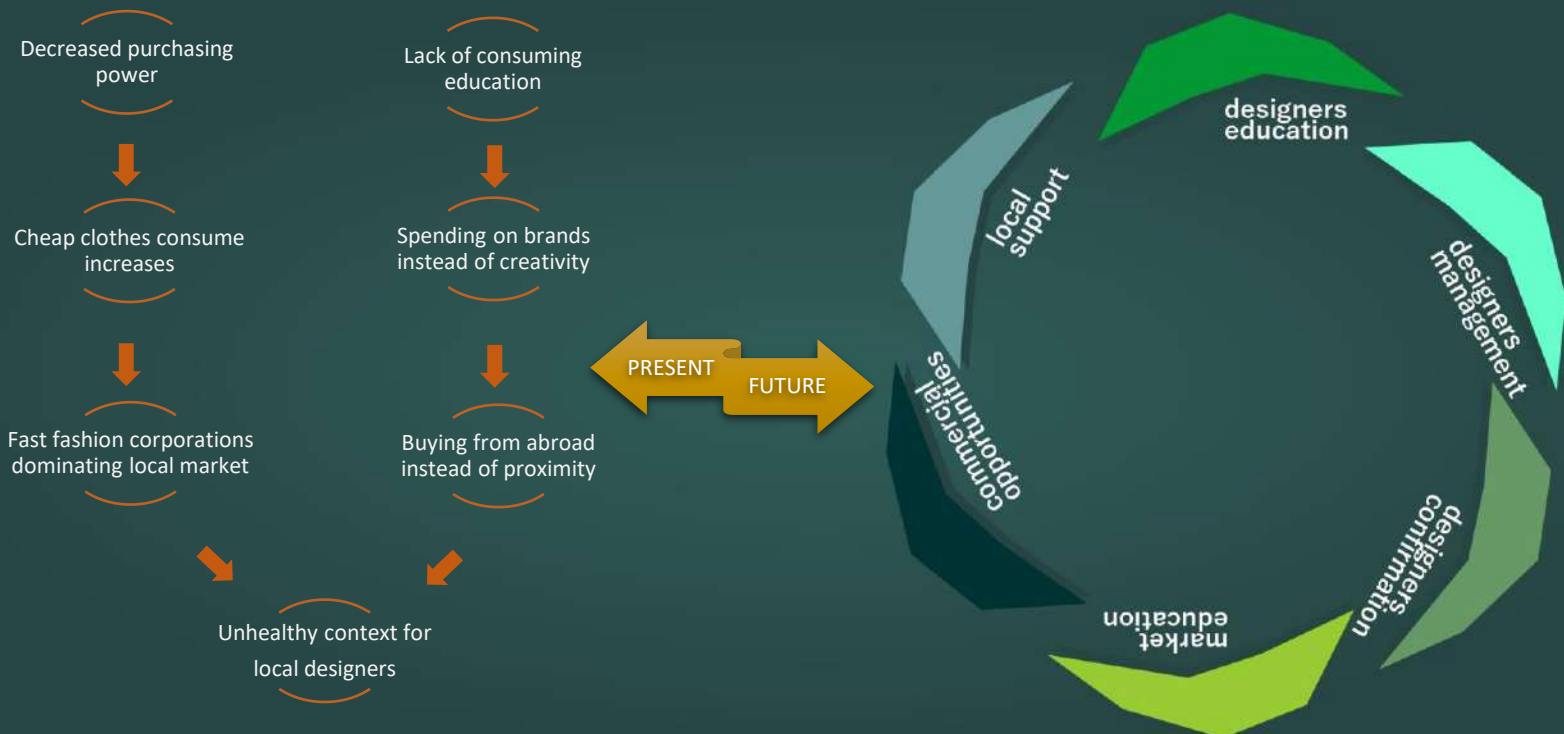 Decreased purchasing
power
Cheap clothes consume
increases
Fast fashion corporations
dominating local market
Lack of consuming
education
Spending on brands
instead of creativity
Buying from abroad
instead of proximity
Unhealthy context for
local designers
PRESENT
FUTURE
designers
education
designers
management
designers
confirmation
market
education
commercial
opportunities
local
support